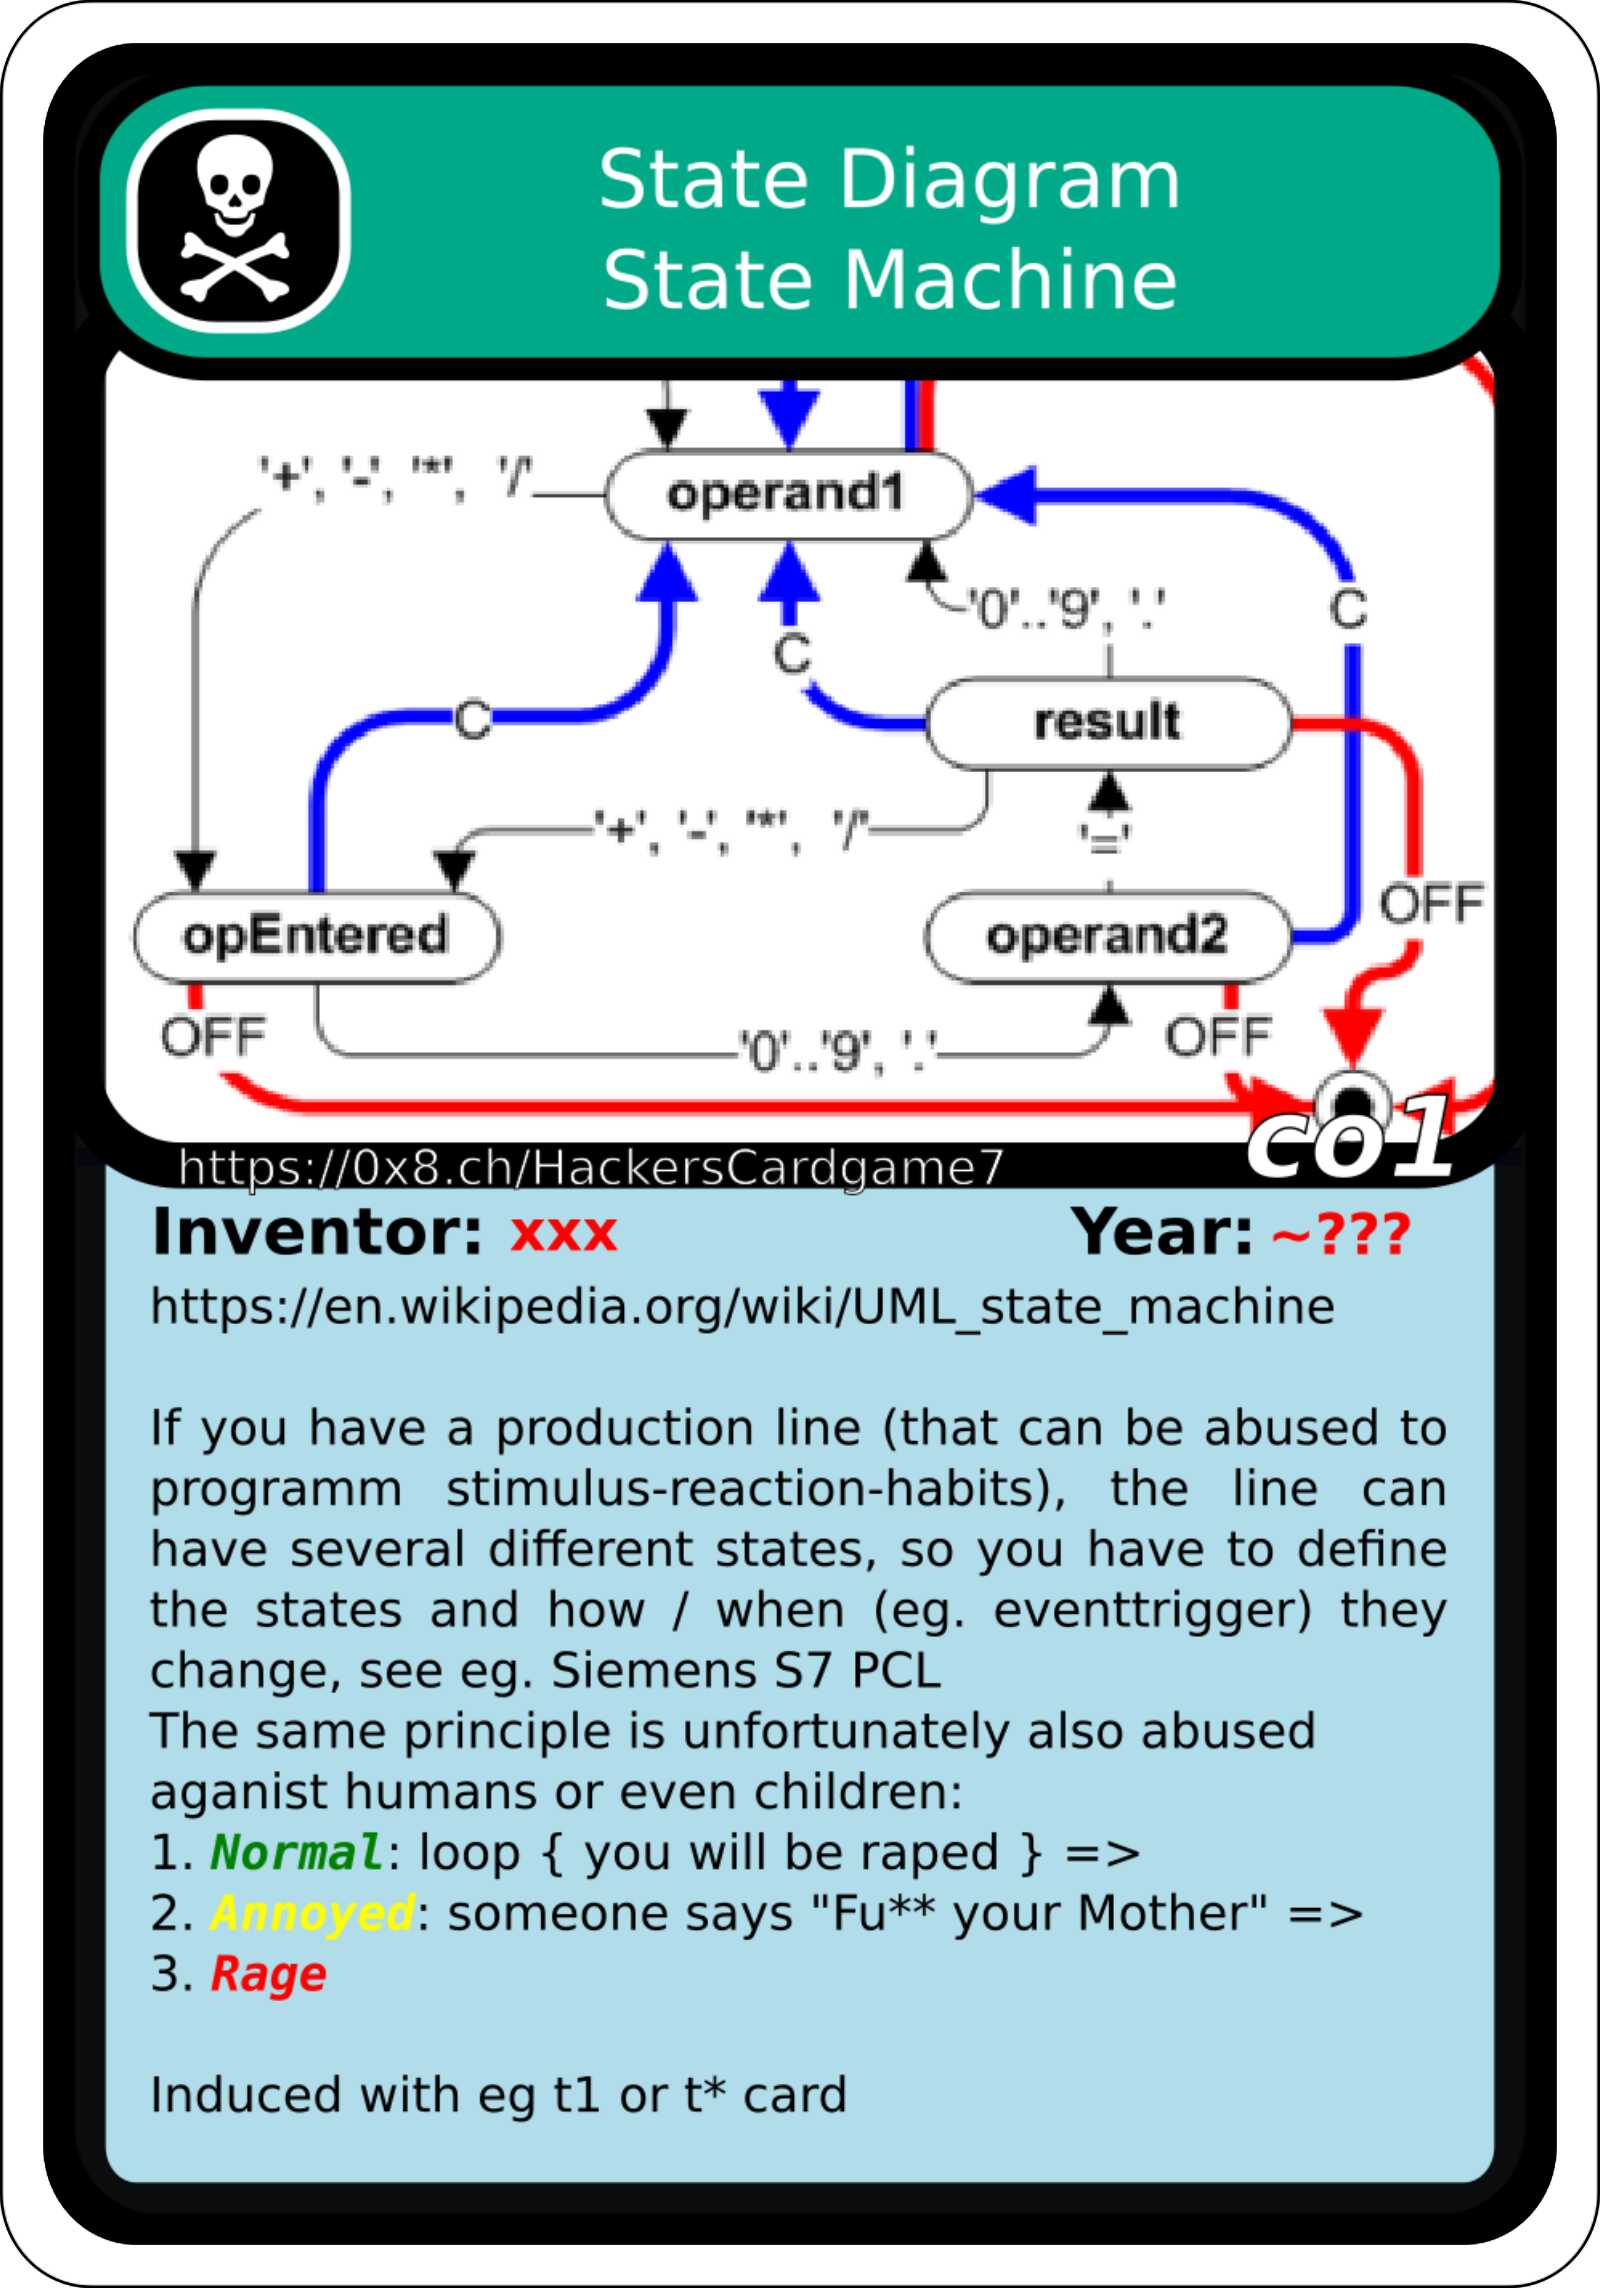 State Diagram
State Machine
'+', '-', '*', '/'
operand1
'0'..'9', '.'
C
C
C
result
'+', '-', '*', '/'
'='
OFF
opEntered
operand2
OFF
'0'..'9', '.'
OFF
co1
https://0x8.ch/HackersCardgame7
Inventor: xxx Year: ~???
https://en.wikipedia.org/wiki/UML_state_machine
If you have a production line (that can be abused to
programm stimulus-reaction-habits), the line can
have several different states, so you have to define
the states and how / when (eg. eventtrigger) they
change, see eg. Siemens S7 PCL
The same principle is unfortunately also abused
aganist humans or even children:
1. Normal: loop { you will be raped } =>
2. Annoyed: someone says "Fu** your Mother" =>
3. Rage
Induced with eg t1 or t* card